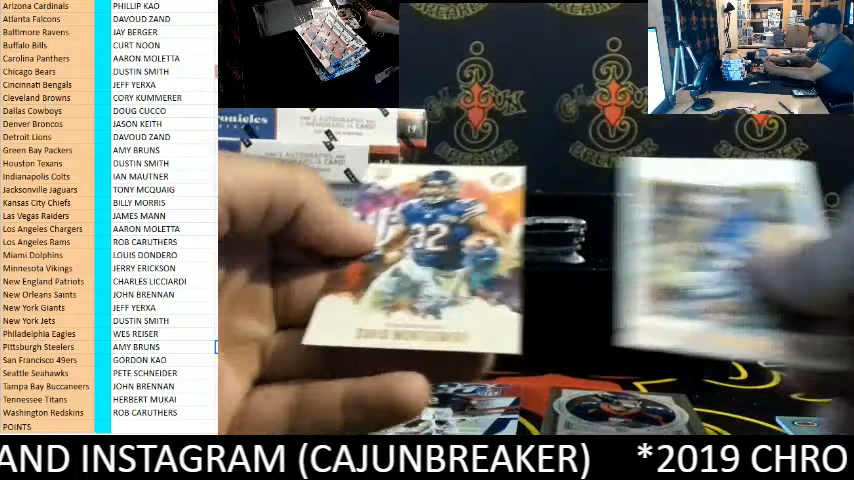 Arizona Cardinals PHILLIP KAO
Atlanta Falcons DAVOUD ZAND
Baltimore Ravens JAY BERGER
Buffalo Bills CURT NOON
Carolina Panthers AARON MOLETTA
Chicago Bears DUSTIN SMITH
Cincinnati Bengals JEFF YERXA
Cleveland Browns CORY KUMMERER
Dallas Cowboys DOUG CUCCO
Denver Broncos JASON KEITH
Detroit Lions DAVOUD ZAND
Green Bay Packers AMY BRUNS
Houston Texans DUSTIN SMITH
Indianapolis Colts IAN MAUTNER
Jacksonville Jaguars TONY MCQUAIG
Kansas City Chiefs BILLY MORRIS
Las Vegas Raiders JAMES MANN
Los Angeles Chargers AARON MOLETTA
Los Angeles Rams ROB CARUTHERS
Miami Dolphins LOUIS DONDERO
Minnesota Vikings JERRY ERICKSON
New England Patriots CHARLES LICCIARDI
New Orleans Saints JOHN BRENNAN
New York Giants JEFF YERXA
New York Jets DUSTIN SMITH
Philadelphia Eagles WES REISER
Pittsburgh Steelers AMY BRUNS
San Francisco 49ers GORDON KAO
Seattle Seahawks PETE SCHNEIDER
Tampa Bay Buccaneers JOHN BRENNAN
Tennessee Titans HERBERT MUKAI
Washington Redskins ROB CARUTHERS
POINTS
BREAKER
BREAKER
32
AND INSTAGRAM (CAJUNBREAKER) *2019 CHRO